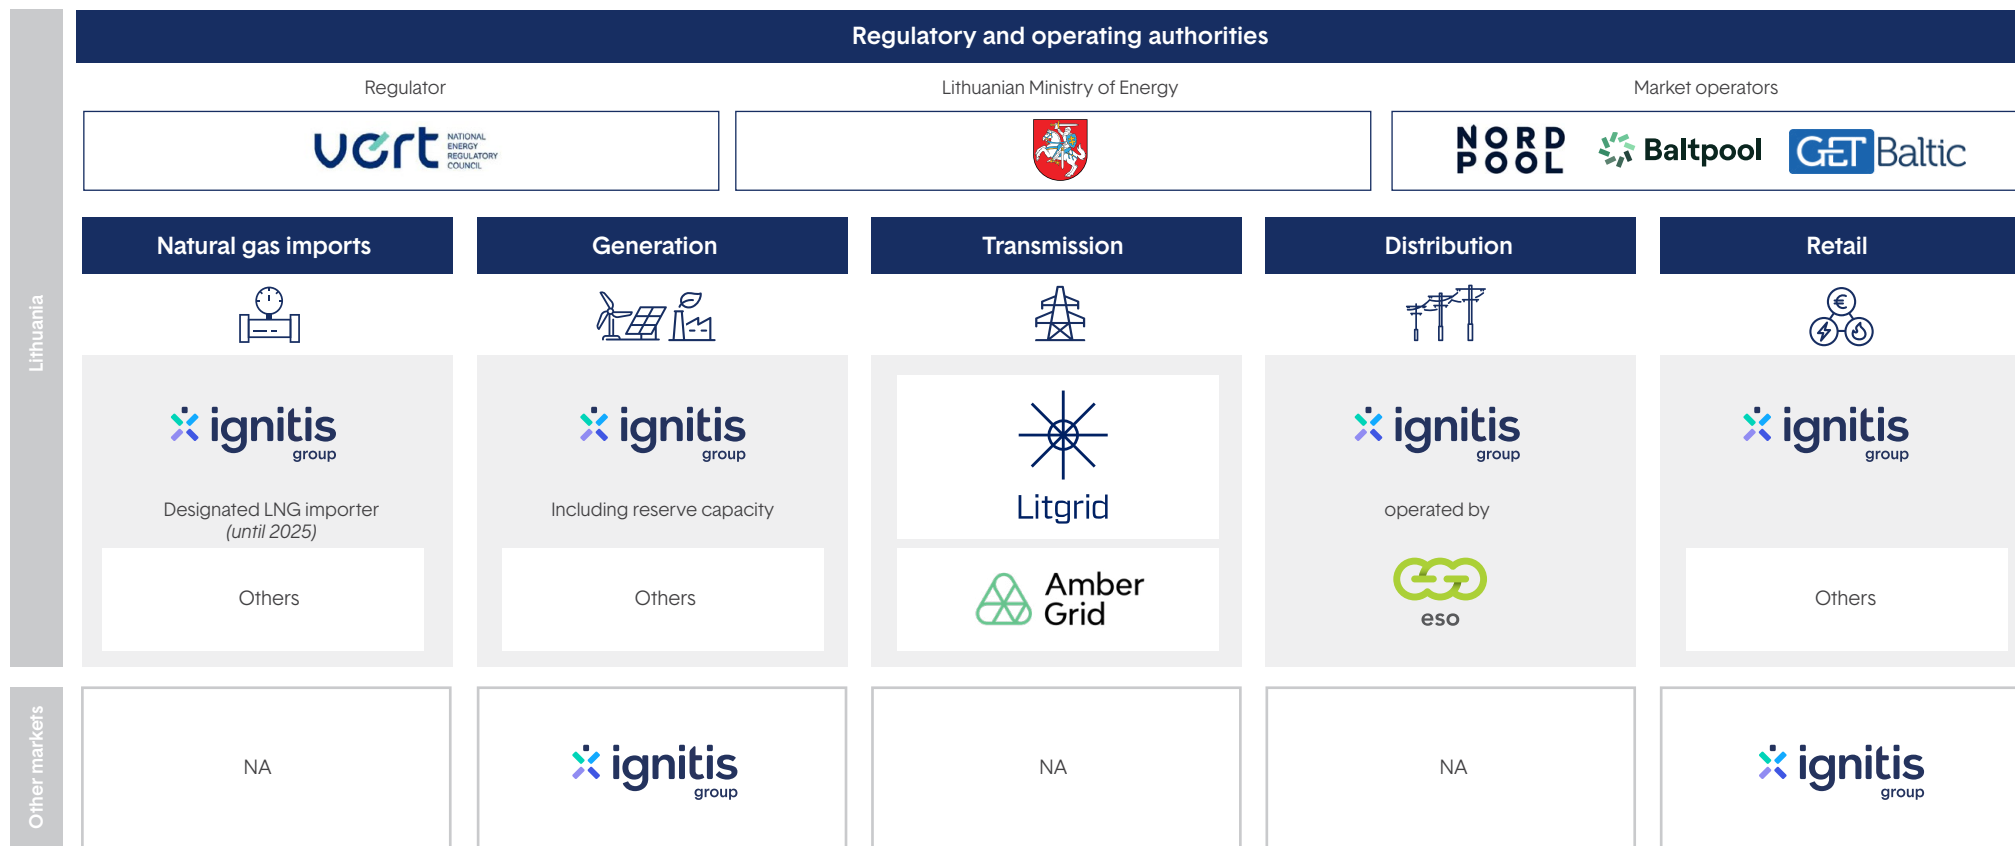 Regulatory and operating authorities
Regulator
Lithuanian Ministry of Energy
Market operators
vert
NATIONAL
ENERGY
REGULATORY
COUNCIL
NORD
POOL
Baltpool
GET Baltic
Lithuania
Natural gas imports
Generation
Transmission
Distribution
Retail
€
ignitis
group
Designated LNG importer
(until 2025)
Others
ignitis
group
Including reserve capacity
Others
Litgrid
Amber
Grid
ignitis
group
operated by
eso
ignitis
group
Others
Other markets
NA
ignitis
group
NA
NA
ignitis
group